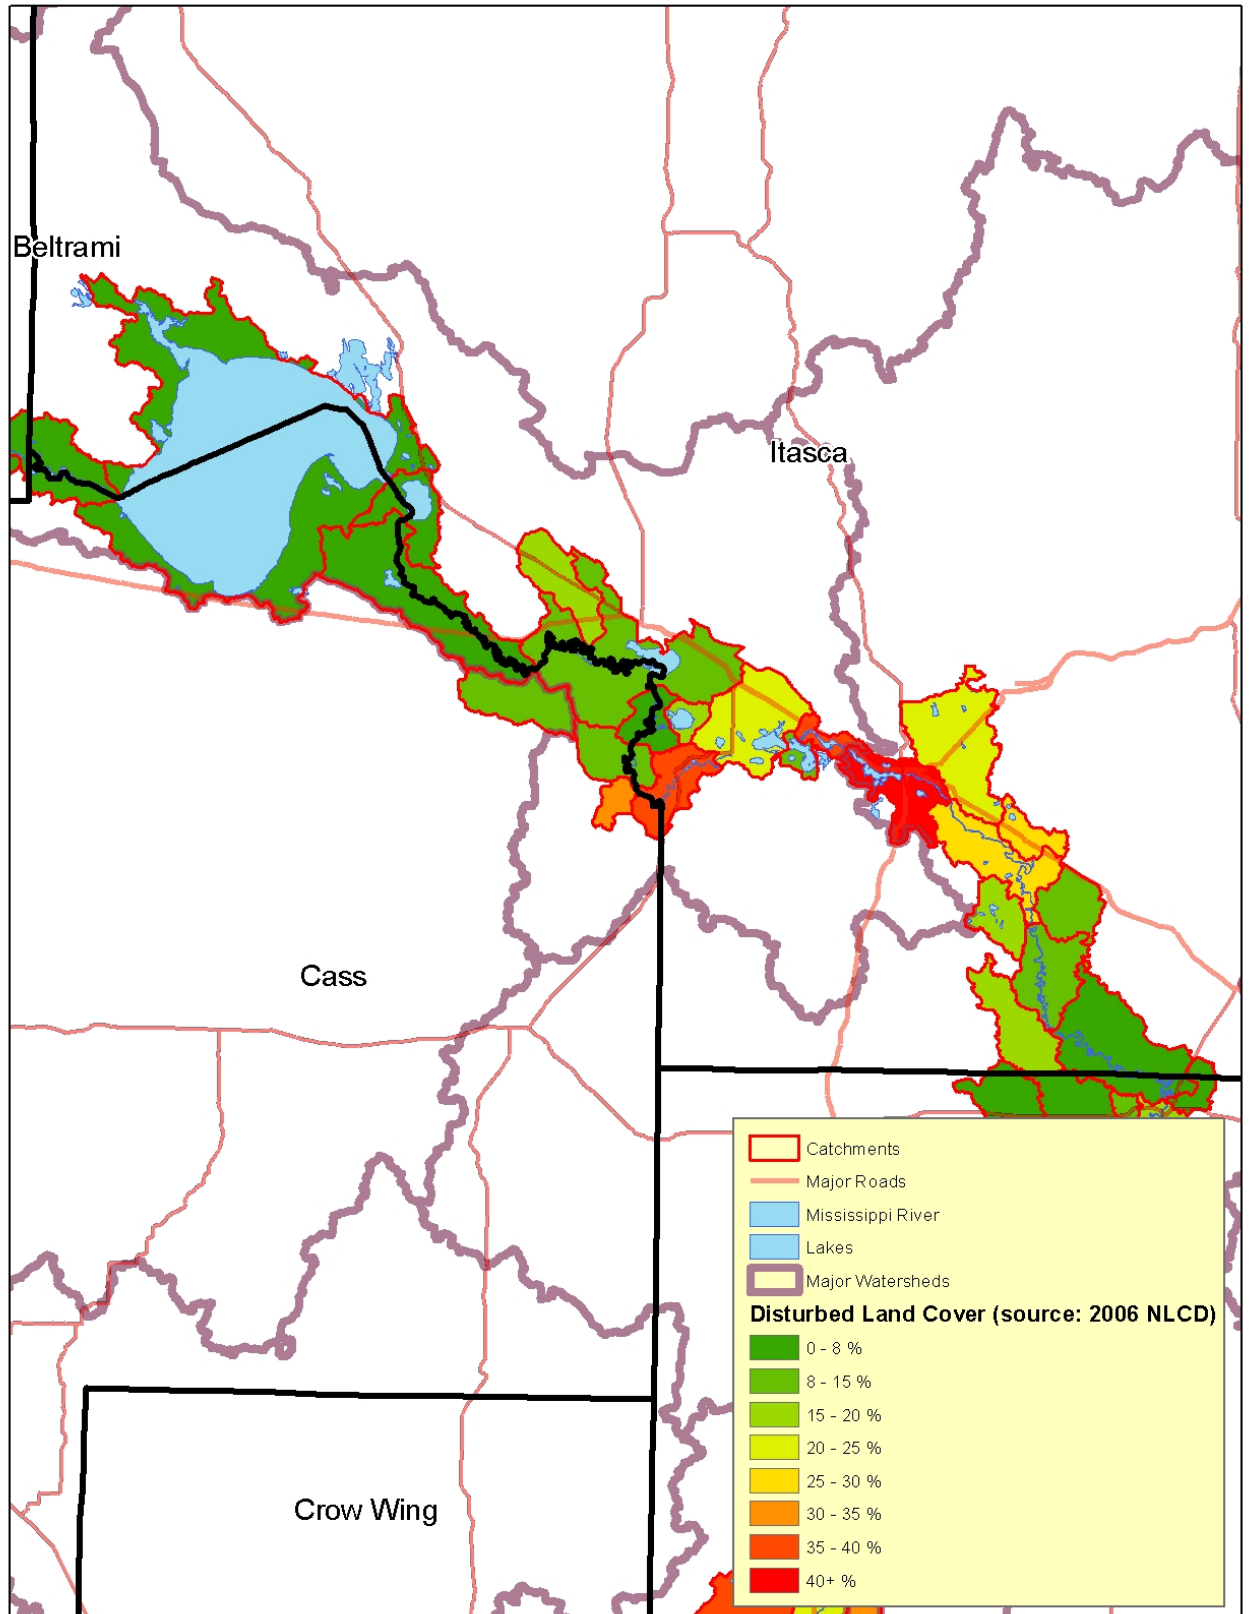 Beltrami
Itasca
Cass
Crow Wing
Catchments
Major Roads
Mississippi River
Lakes
Major Watersheds
Disturbed Land Cover (source: 2006 NLCD)
0 - 8 %
8 - 15 %
15 - 20 %
20 - 25 %
25 - 30 %
30 - 35 %
35 - 40 %
40+ %